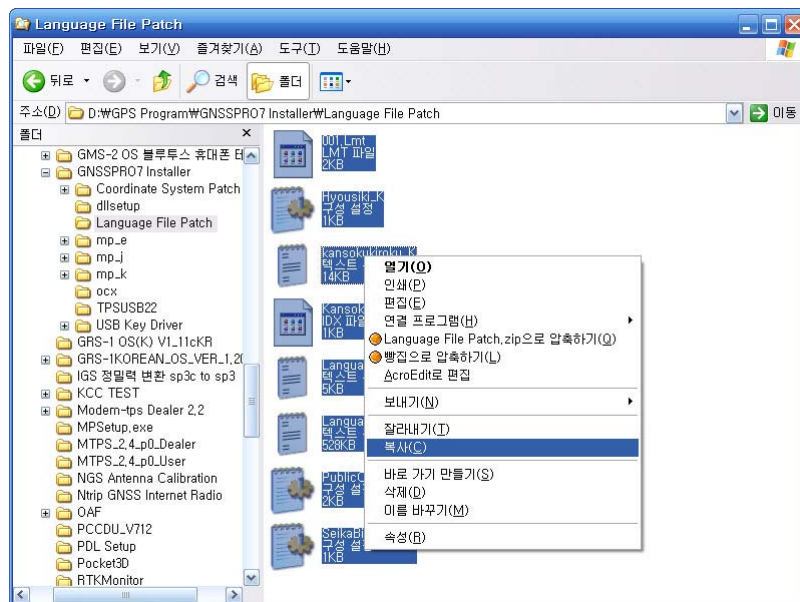 Language File Patch
파일(F) 편집(E) 보기(V) 즐겨찾기(A) 도구(T) 도움말(H)
뒤로 검색 폴더
주소(D) D:₩GPS Program₩GNSSPRO7 Installer₩Language File Patch 이동
폴더
GMS-2 OS 블루투스 휴대폰
GNSSPRO7 Installer
Coordinate System Patch
dllsetup
Language File Patch
mp_e
mp_j
mp_k
ocx
TPSUSB22
USB Key Driver
GRS-1 OS(K) V1_11cKR
GRS-1KOREAN_OS_VER_1,20
IGS 정밀력 변환 sp3c to sp3
KCC TEST
Modem-tps Dealer 2,2
MPSetup,exe
MTPS_2,4_p0_Dealer
MTPS_2,4_p0_User
NGS Antenna Calibration
Ntrip GNSS Internet Radio
OAF
PCCDU_V712
PDL Setup
Pocket3D
RTKMonitor
001,Lmt
LMT 파일
2KB
Hyousiki_K
구성 설정
1KB
kansokukiroku_K
텍스트
14KB
Kansok
IDX 파일
1KB
Langua
텍스트
5KB
Langua
텍스트
528KB
PublicC
구성 설
2KB
SeikaBi
구성 설
1KB
열기(O)
인쇄(P)
편집(E)
연결 프로그램(H)
Language File Patch,zip으로 압축하기(Q)
빵집으로 압축하기(L)
AcroEdit로 편집
보내기(N)
잘라내기(T)
복사(C)
바로 가기 만들기(S)
삭제(D)
이름 바꾸기(M)
속성(R)